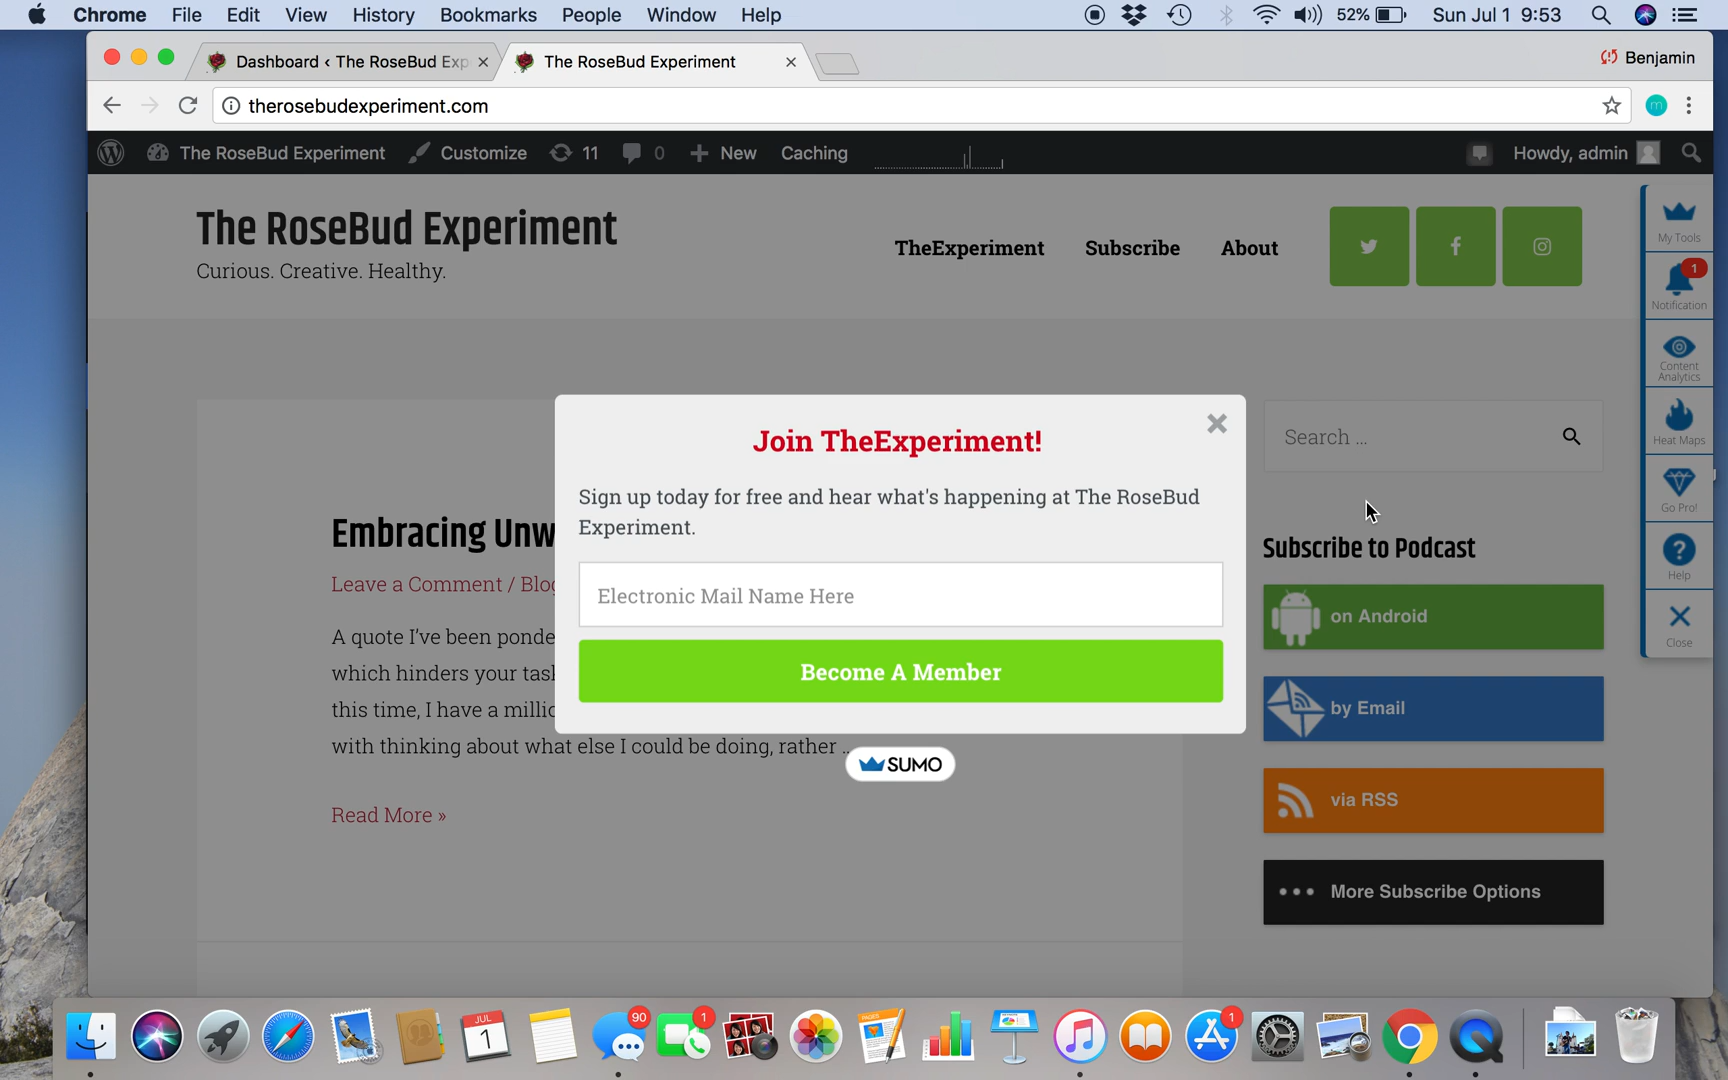 Chrome File Edit View History Bookmarks People Window Help 52% Sun Jul 1 9:53
Dashboard ‹ The RoseBud Exp
The RoseBud Experiment
Benjamin
therosebudexperiment.com
m
The RoseBud Experiment Customize 11 0 New Caching Howdy, admin
The RoseBud Experiment
Curious. Creative. Healthy.
TheExperiment Subscribe About
My Tools
1
Notification
Content
Analytics
Heat Maps
Go Pro!
Help
Close
Join TheExperiment!
Sign up today for free and hear what's happening at The RoseBud
Experiment.
Electronic Mail Name Here
Become A Member
SUMO
Embracing Unw
Leave a Comment / Blog
A quote I've been ponde
which hinders your task
this time, I have a millio
with thinking about what else I could be doing, rather ..
Read More »
Search ...
Subscribe to Podcast
on Android
by Email
via RSS
More Subscribe Options
JUL
1
90
1
PAGES
1